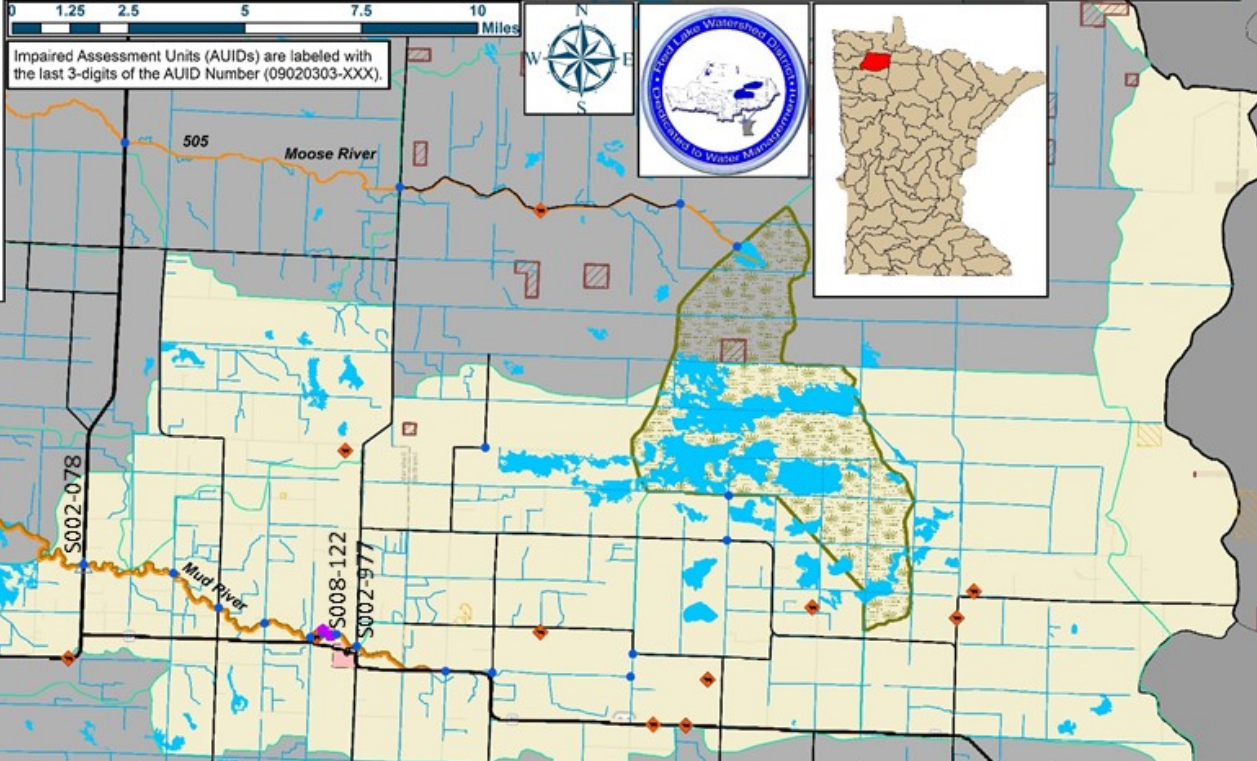 0 1.25 2.5 5 7.5 10
Miles
Impaired Assessment Units (AUIDs) are labeled with
the last 3-digits of the AUID Number (09020303-XXX).
N
W E
S
Red Lake Watershed District
Dedicated to Water Management
505
Moose River
S002-078
Mud River
S008-122
S002-977